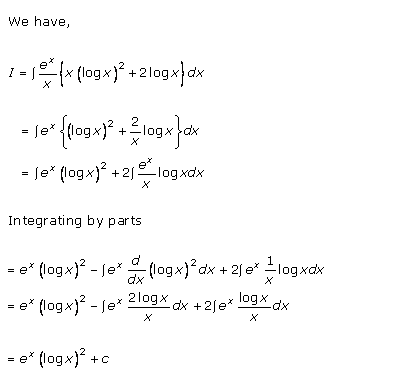 We have,
I = ∫ e^x/x {x (log x)^2 + 2 log x} dx
= ∫ e^x {(log x)^2 + 2/x log x} dx
= ∫ e^x (log x)^2 + 2∫ e^x/x log x dx
Integrating by parts
= e^x (log x)^2 − ∫ e^x d/dx (log x)^2 dx + 2∫ e^x 1/x log x dx
= e^x (log x)^2 − ∫ e^x 2 log x/x dx + 2∫ e^x log x/x dx
= e^x (log x)^2 + c